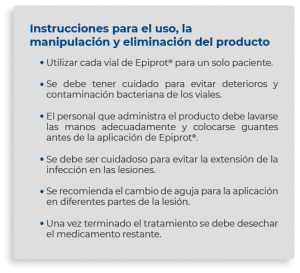 Instrucciones para el uso, la
manipulación y eliminación del producto
• Utilizar cada vial de Epiprot® para un solo paciente.
• Se debe tener cuidado para evitar deterioros y
contaminación bacteriana de los viales.
• El personal que administra el producto debe lavarse
las manos adecuadamente y colocarse guantes
antes de la aplicación de Epiprot®.
• Se debe ser cuidadoso para evitar la extensión de la
infección en las lesiones.
• Se recomienda el cambio de aguja para la aplicación
en diferentes partes de la lesión.
• Una vez terminado el tratamiento se debe desechar
el medicamento restante.